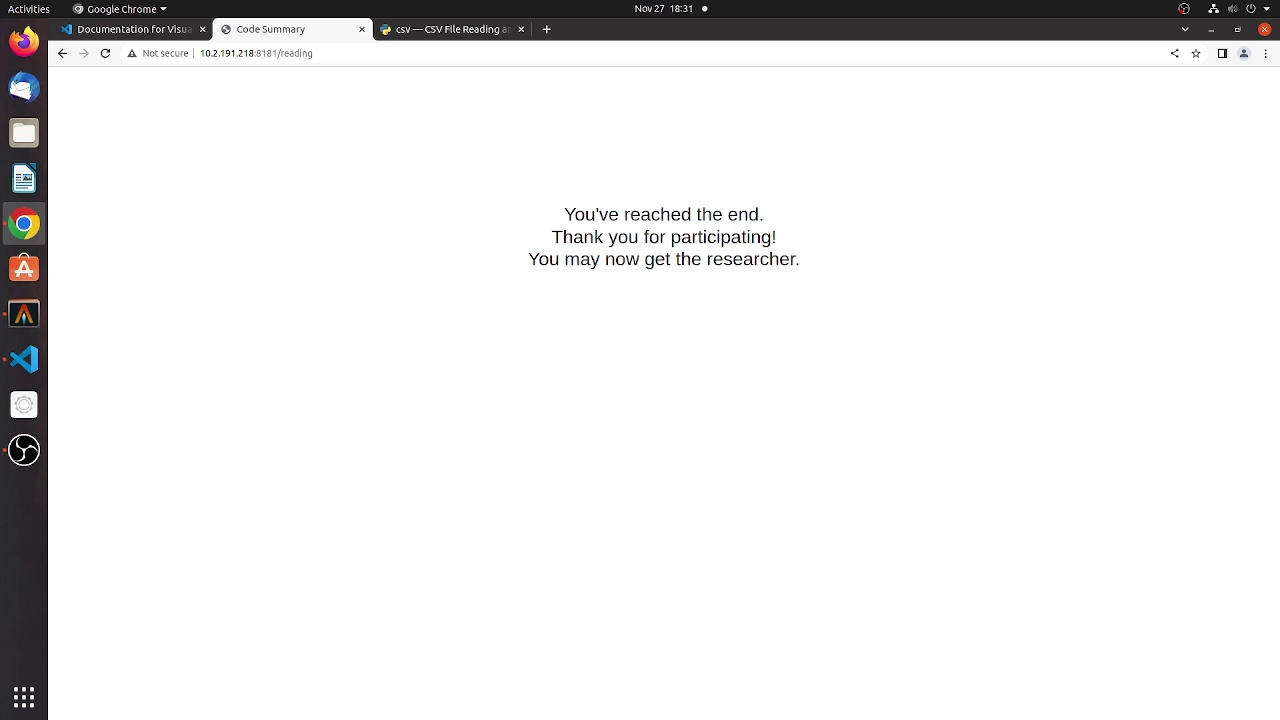 Activities
Google Chrome
Nov 27 18:31
Documentation for Visua
Code Summary
csv — CSV File Reading an
Not secure
10.2.191.218:8181/reading
You've reached the end.
Thank you for participating!
You may now get the researcher.